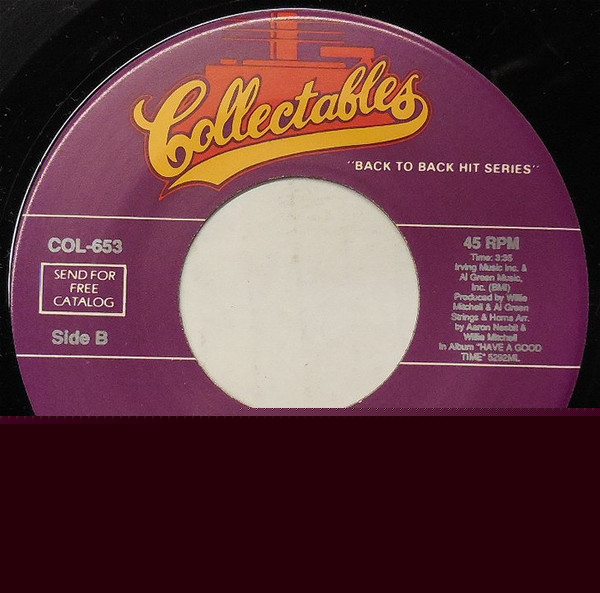 Collectables
"BACK TO BACK HIT SERIES"
COL-653
SEND FOR
FREE
CATALOG
Side B
45 RPM
Time: 3:35
Irving Music Inc. &
Al Green Music,
Inc. (BMI)
Produced by Willie
Mitchell & Al Green
Strings & Horns Arr.
by Aaron Nesbit &
Willie Mitchell
In Album "HAVE A GOOD
TIME" 5292ML